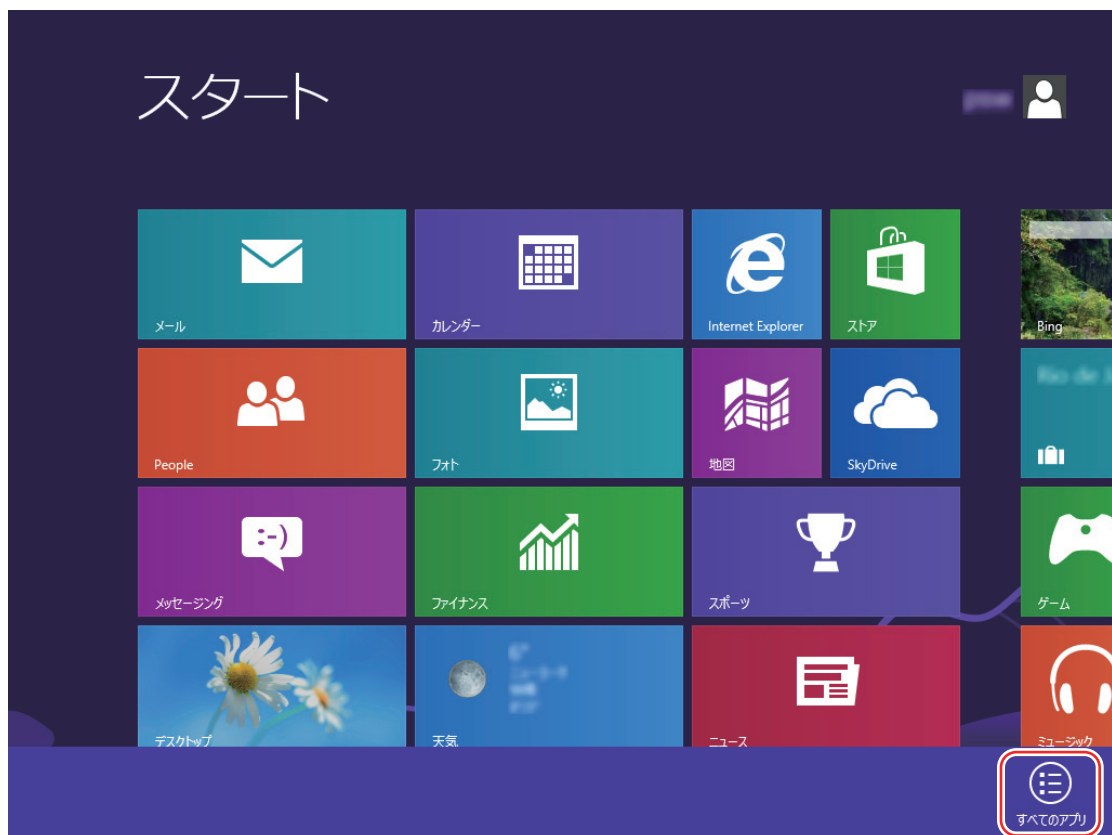 スタート
メール
カレンダー
Internet Explorer
ストア
Bing
People
フォト
地図
SkyDrive
メッセージング
:-)
ファイナンス
スポーツ
ゲーム
デスクトップ
天気
ニュース
ミュージック
すべてのアプリ